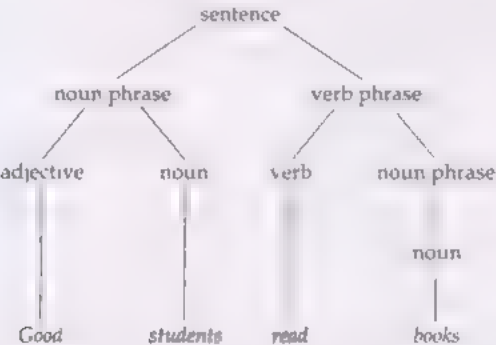 sentence
noun phrase verb phrase
adjective noun verb noun phrase
noun
Good students read books